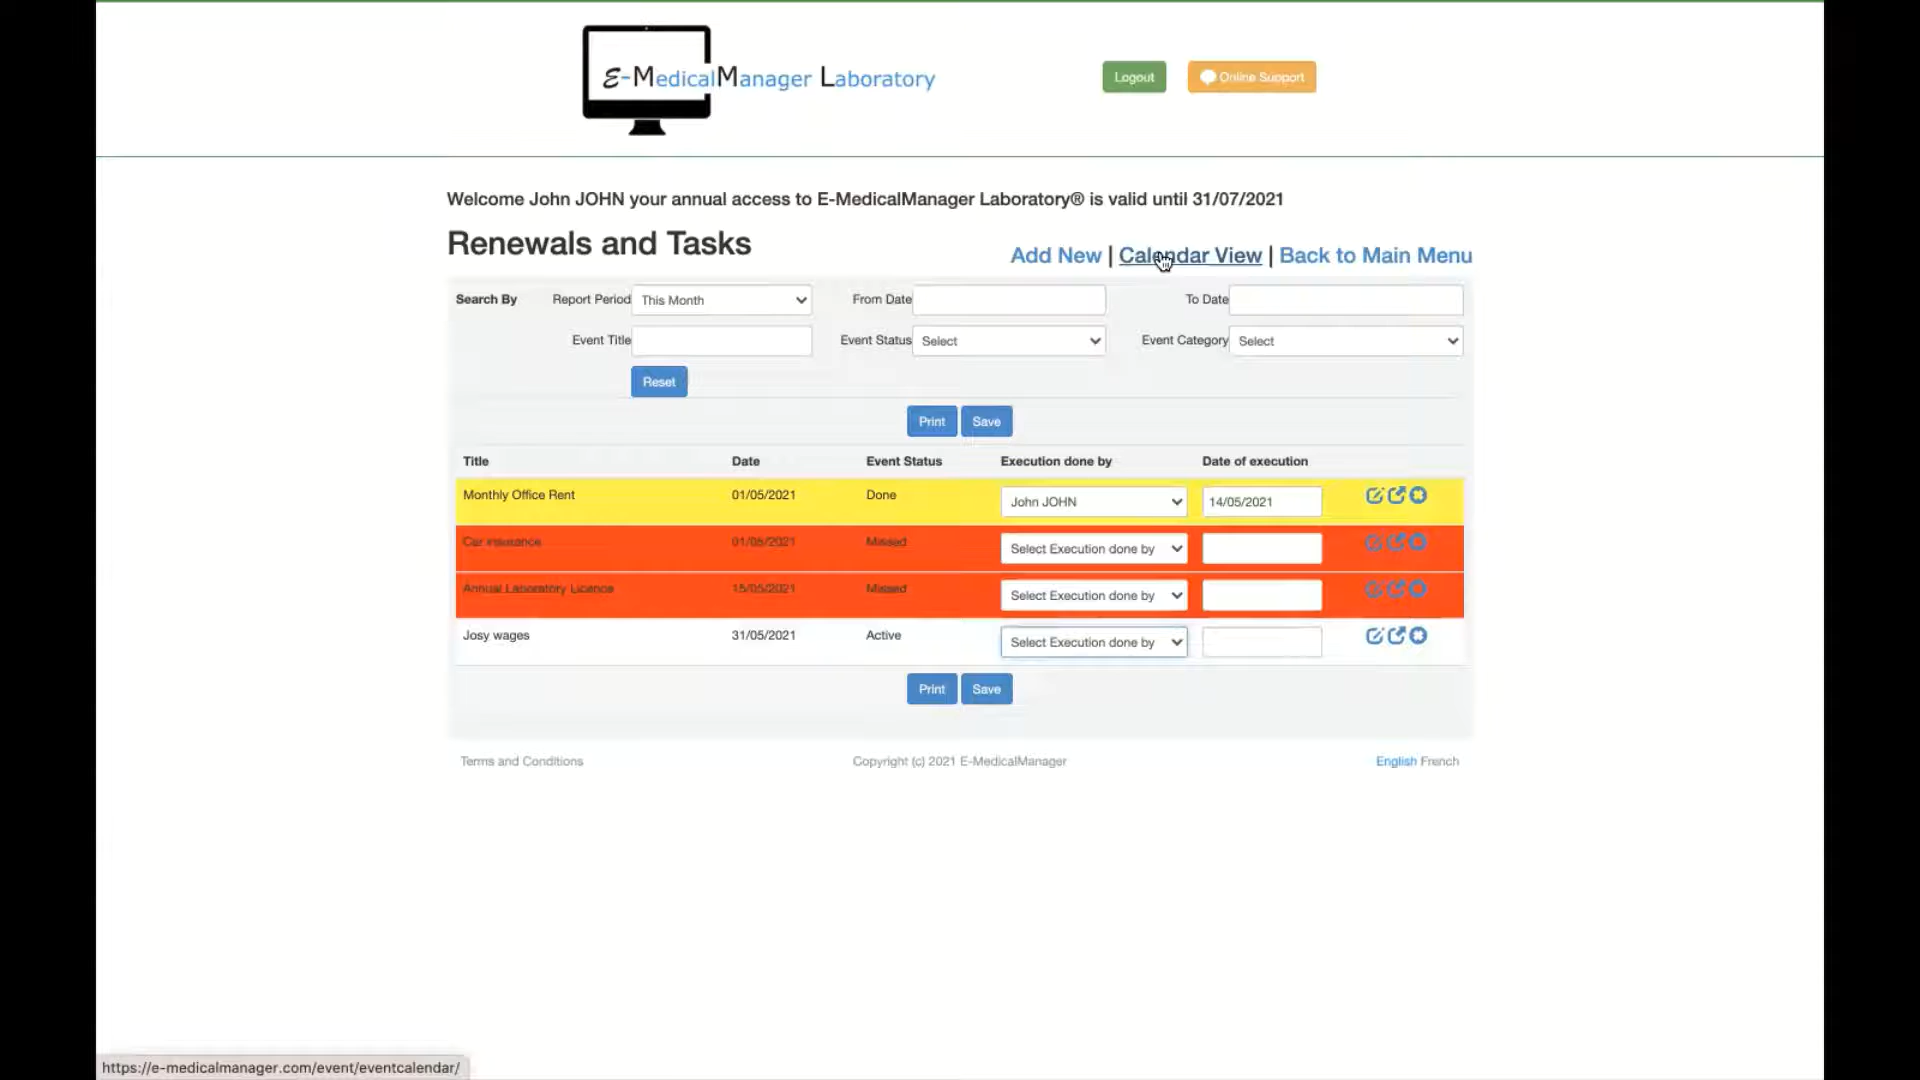 E-MedicalManager Laboratory
Logout
Online Support
Welcome John JOHN your annual access to E-MedicalManager Laboratory® is valid until 31/07/2021
Renewals and Tasks
Add New | Calendar View | Back to Main Menu
Search By Report Period This Month From Date To Date
Event Title Event Status Select Event Category Select
Reset
Print Save
Title Date Event Status Execution done by Date of execution
Monthly Office Rent 01/05/2021 Done John JOHN 14/05/2021
Car insurance 01/05/2021 Missed Select Execution done by
Annual Laboratory Licence 15/05/2021 Missed Select Execution done by
Josy wages 31/05/2021 Active Select Execution done by
Print Save
Terms and Conditions Copyright (c) 2021 E-MedicalManager English French
https://e-medicalmanager.com/event/eventcalendar/